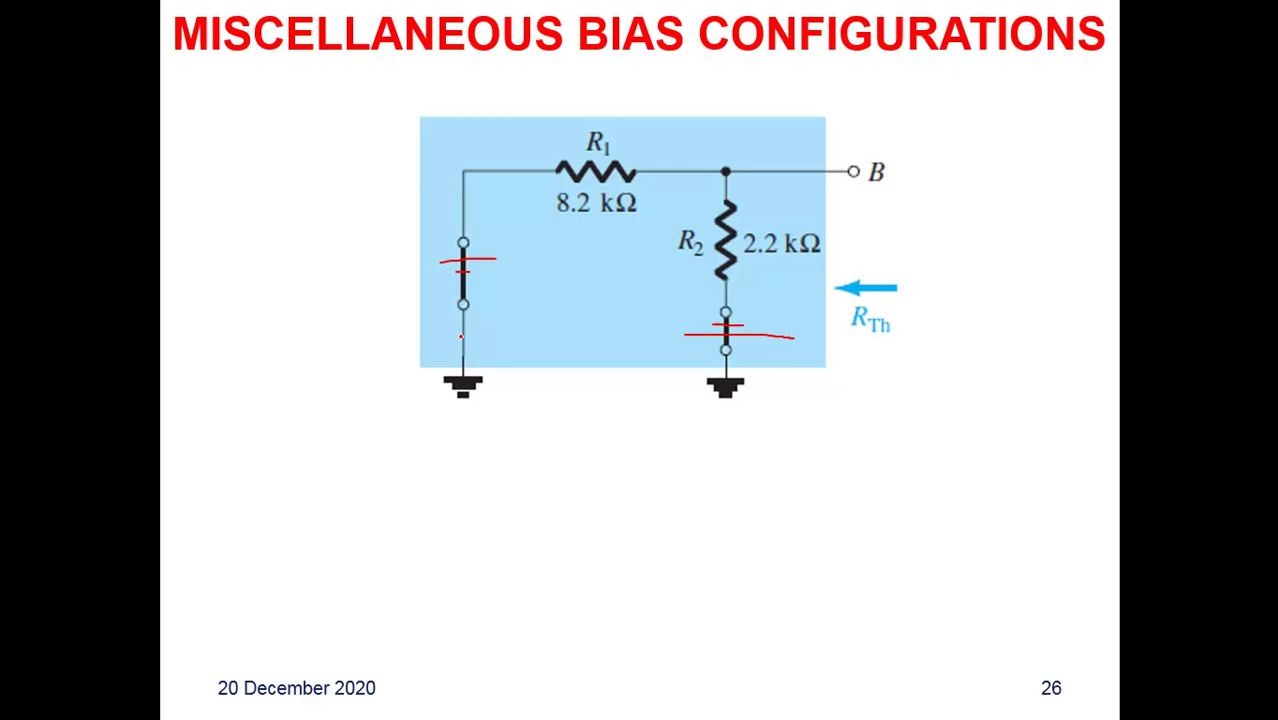 MISCELLANEOUS BIAS CONFIGURATIONS
R1
8.2 kΩ
B
R2 2.2 kΩ
RTh
20 December 2020
26